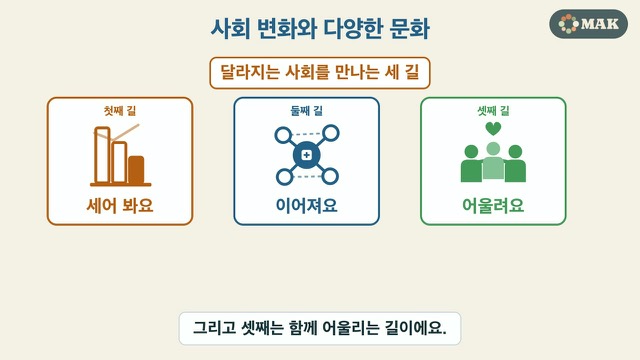 사회 변화와 다양한 문화
MAK
달라지는 사회를 만나는 세 길
첫째 길
세어 봐요
둘째 길
이어져요
셋째 길
어울려요
그리고 셋째는 함께 어울리는 길이에요.